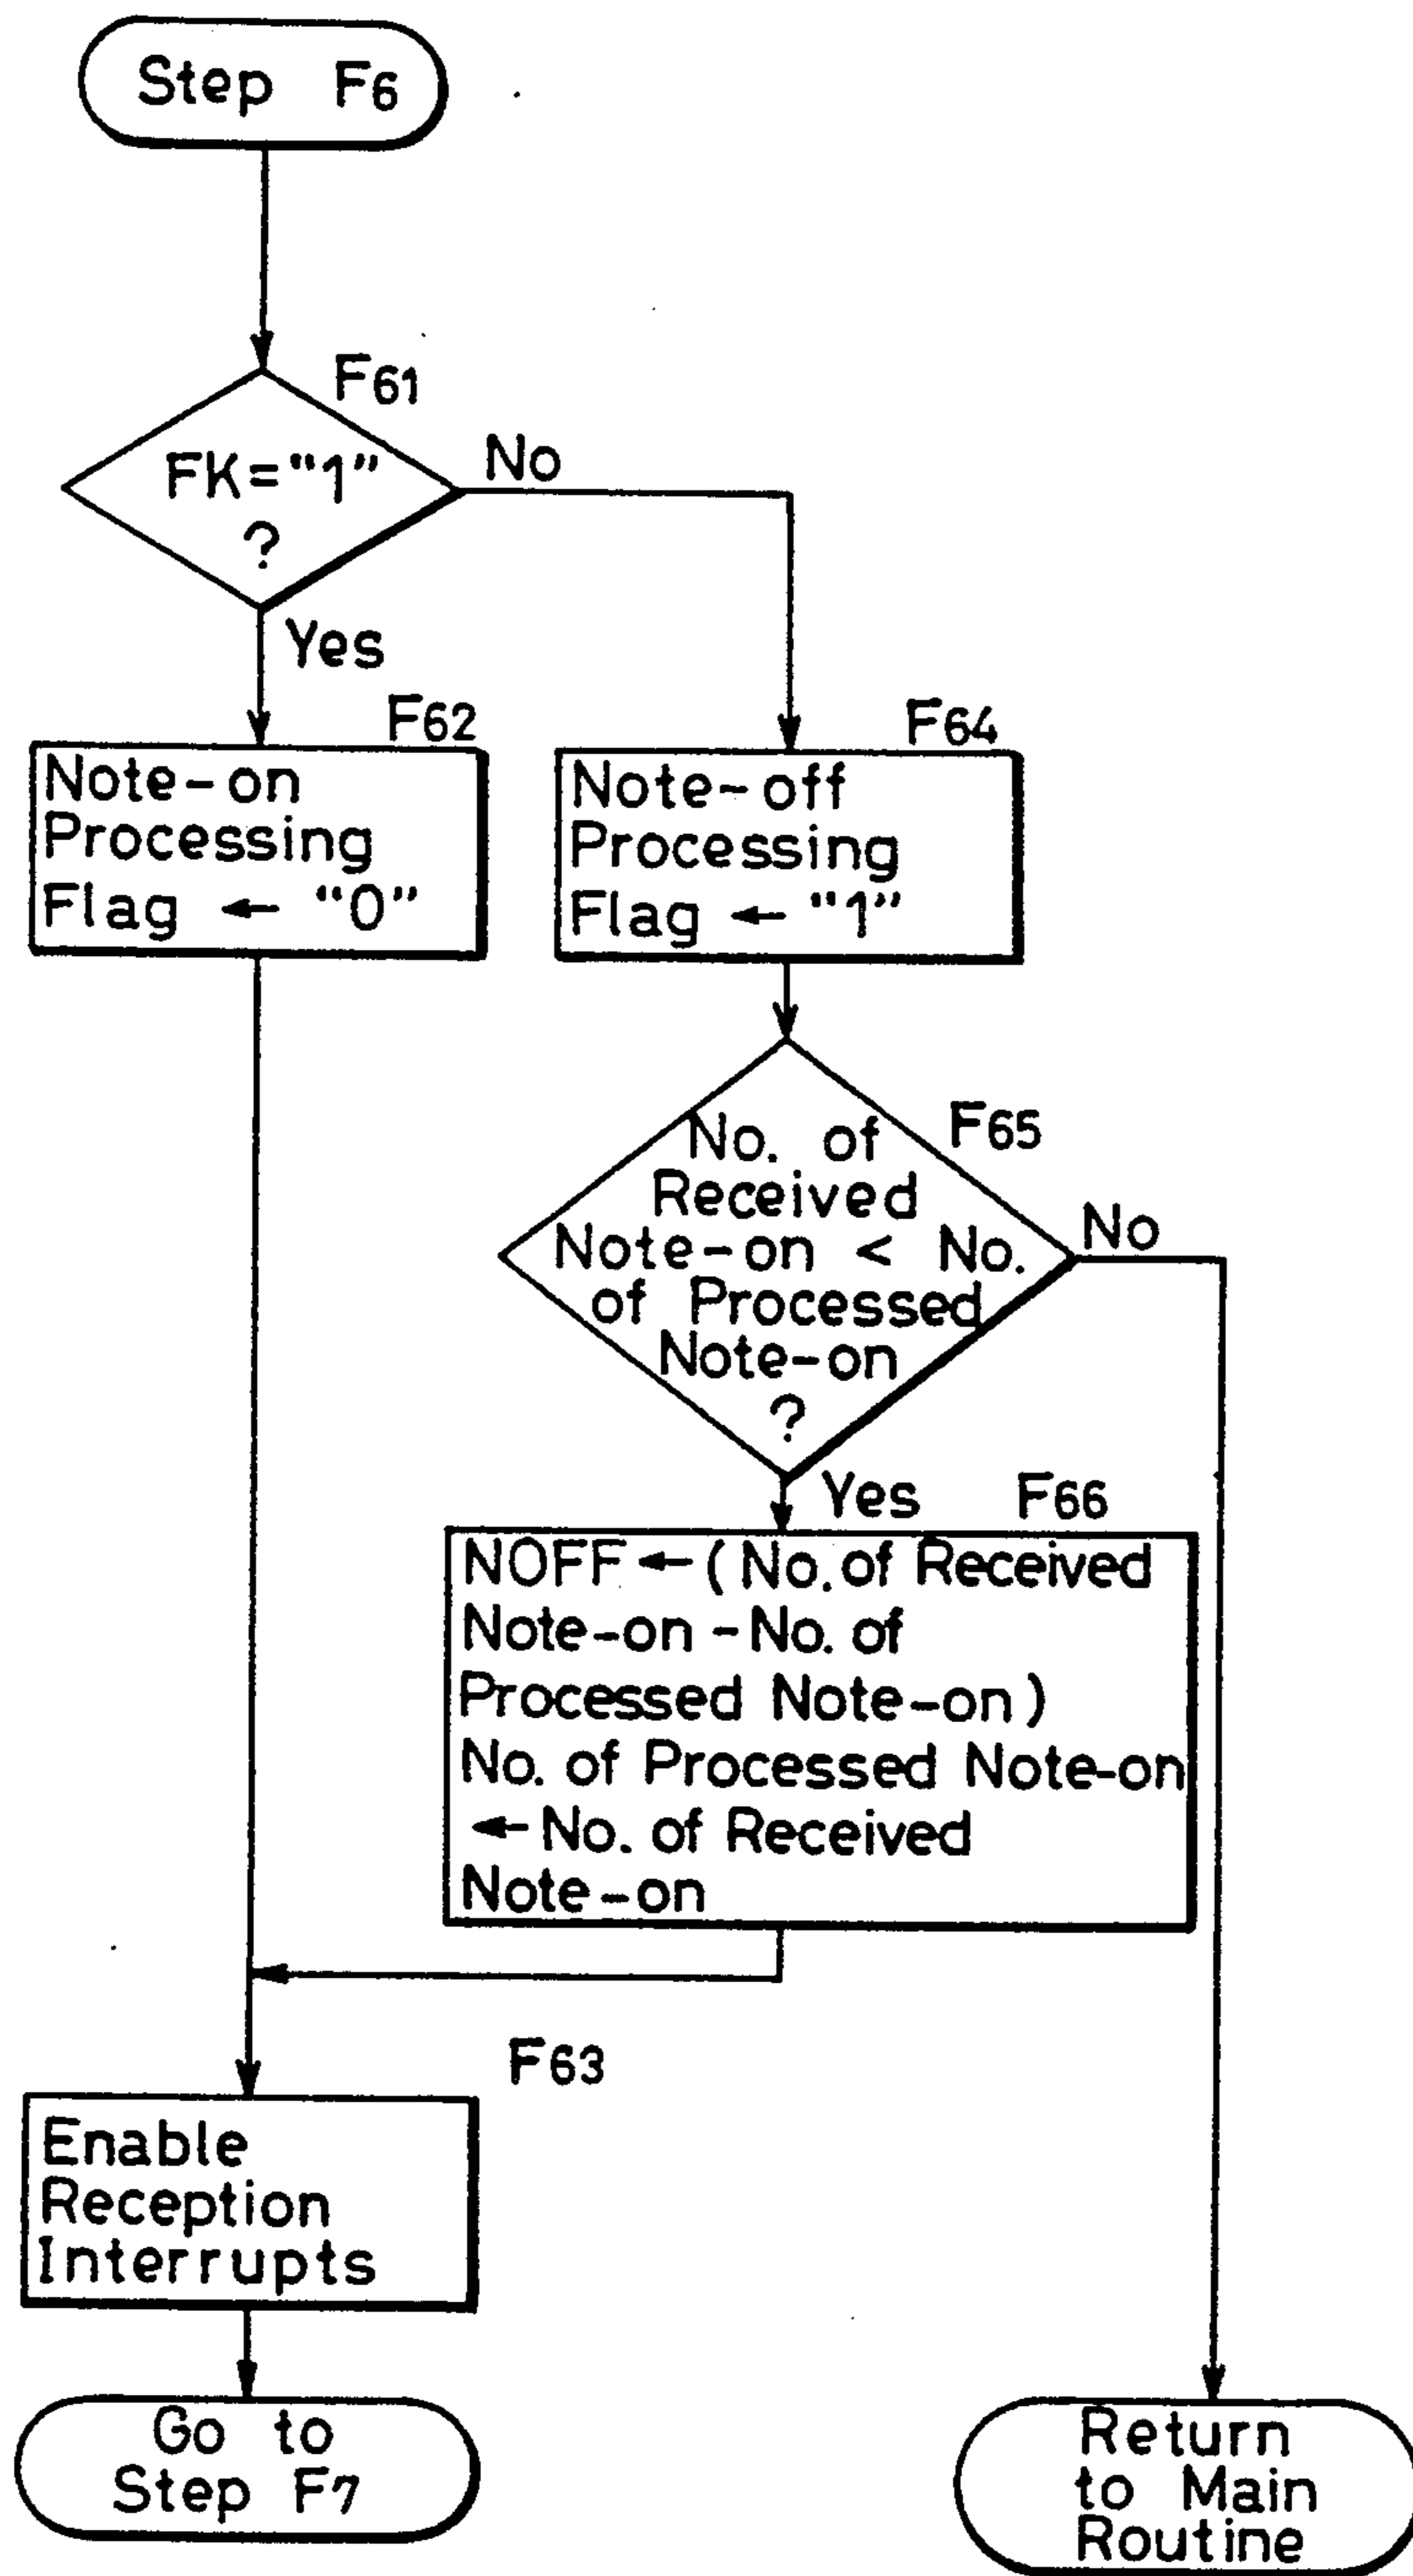 Step F6
F61
FK="1"
?
No
Yes
F62
Note-on
Processing
Flag ← "0"
F64
Note-off
Processing
Flag ← "1"
F65
No. of
Received
Note-on < No.
of Processed
Note-on
?
No
Yes
F66
NOFF ← (No. of Received
Note-on - No. of
Processed Note-on)
No. of Processed Note-on
← No. of Received
Note-on
F63
Enable
Reception
Interrupts
Go to
Step F7
Return
to Main
Routine